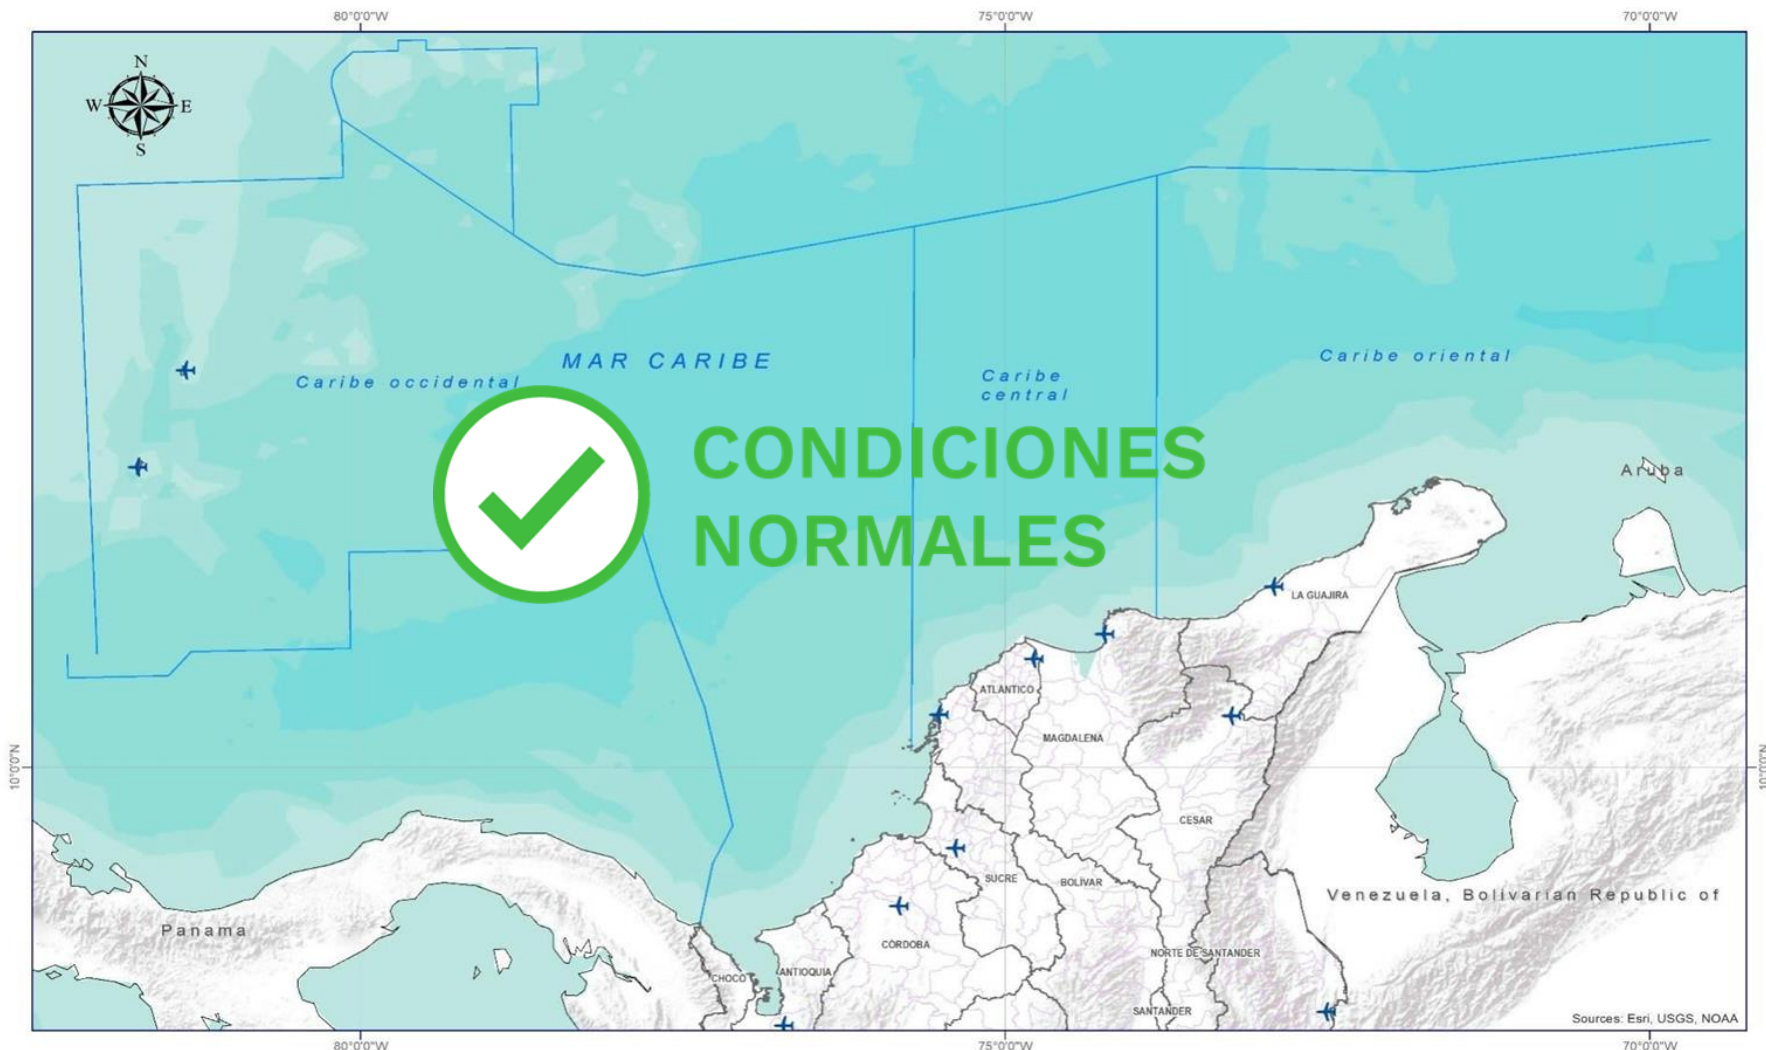 80°0'0"W 75°0'0"W 70°0'0"W
N
W E
S
MAR CARIBE
Caribe occidental
Caribe
central
Caribe oriental
CONDICIONES
NORMALES
Aruba
LA GUAJIRA
ATLANTICO
MAGDALENA
10°0'0"N 10°0'0"N
CESAR
SUCRE
BOLÍVAR
Venezuela, Bolivarian Republic of
Panama
CÓRDOBA
NORTE DE SANTANDER
CHOCO
ANTIOQUIA
SANTANDER
Sources: Esri, USGS, NOAA
80°0'0"W 75°0'0"W 70°0'0"W